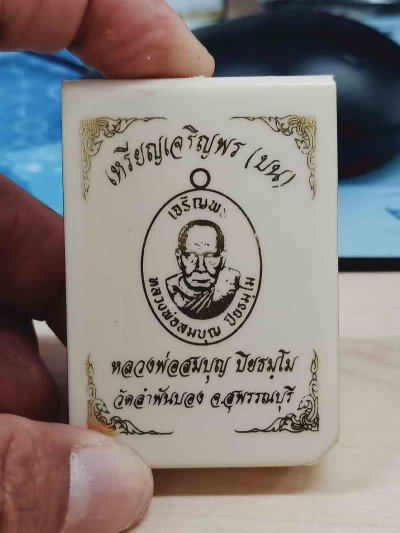 เหรียญเจริญพร (บน)
เจริญพร
หลวงพ่อสมบุญ ปิยธมฺโม
หลวงพ่อสมบุญ ปิยธมฺโม
วัดลำพันบอง จ.สุพรรณบุรี